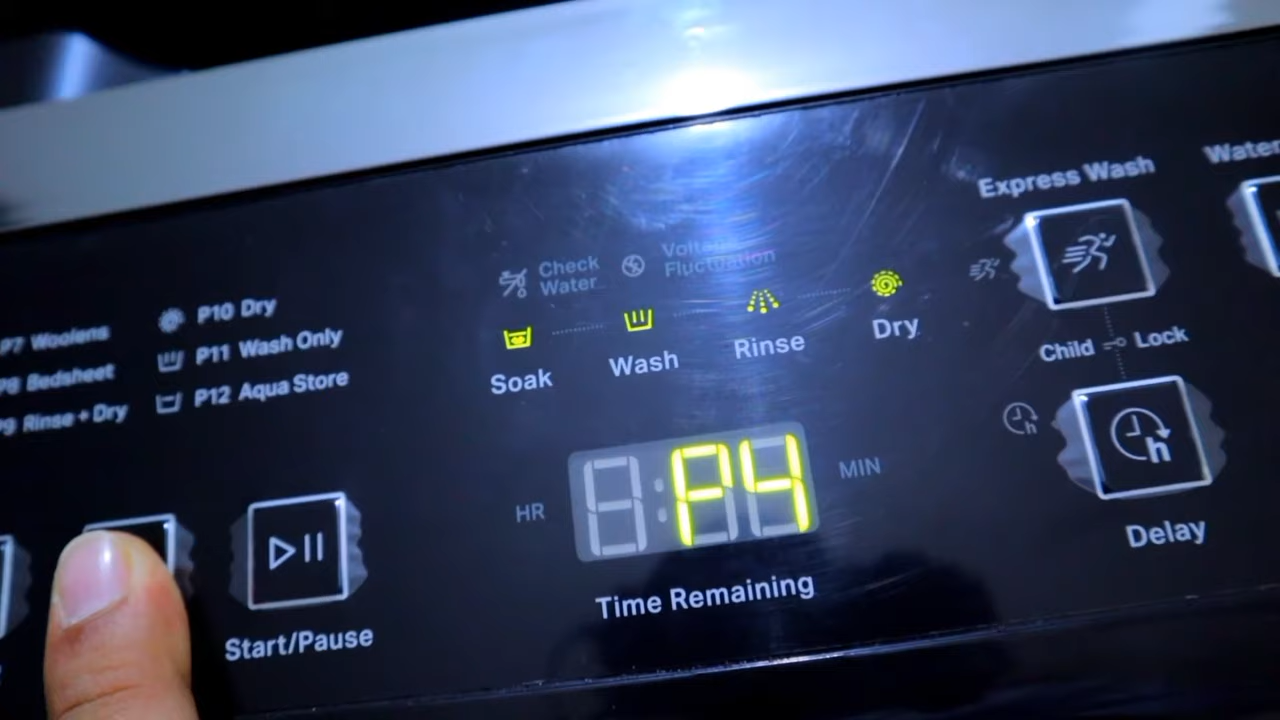 P7 Woolens
P8 Bedsheet
P9 Rinse + Dry
P10 Dry
P11 Wash Only
P12 Aqua Store
Check
Water
Voltage
Fluctuation
Soak
Wash
Rinse
Dry
HR
P4
MIN
Time Remaining
Start/Pause
Express Wash
Water
Child Lock
h
h
Delay